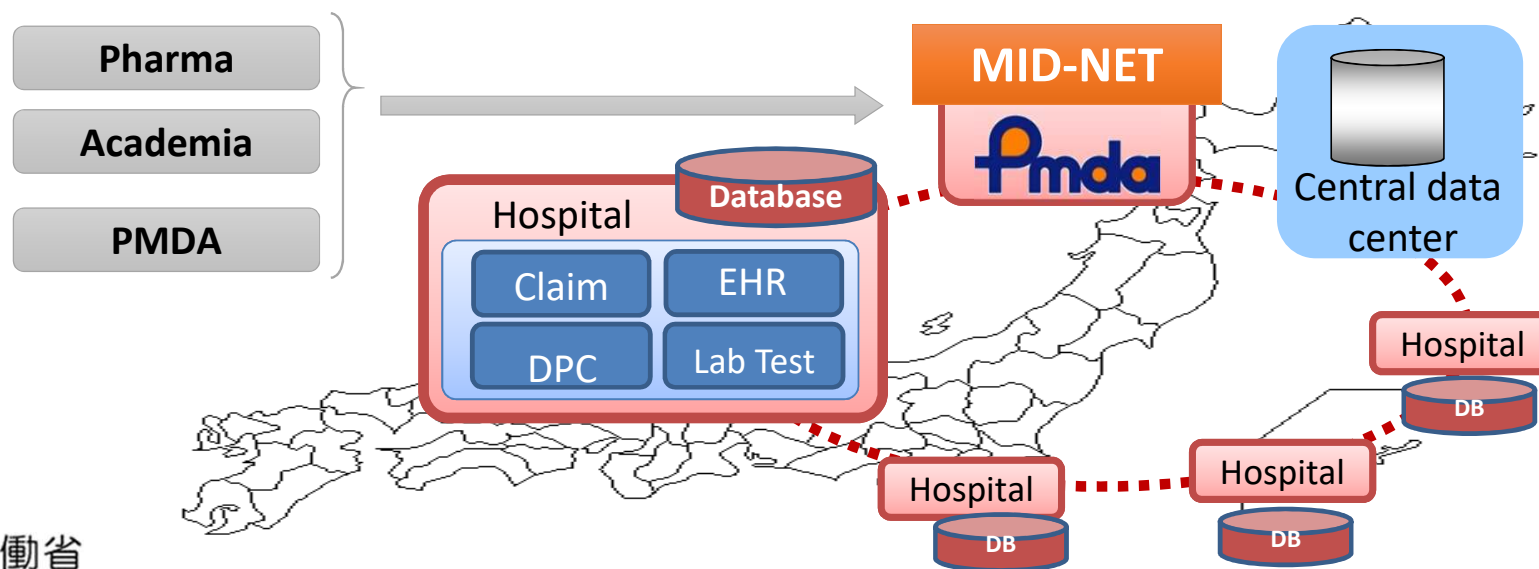 Pharma
Academia
PMDA
MID-NET
Pmda
Central data
center
Database
Hospital
Claim
EHR
DPC
Lab Test
Hospital
DB
Hospital
DB
Hospital
DB
働省